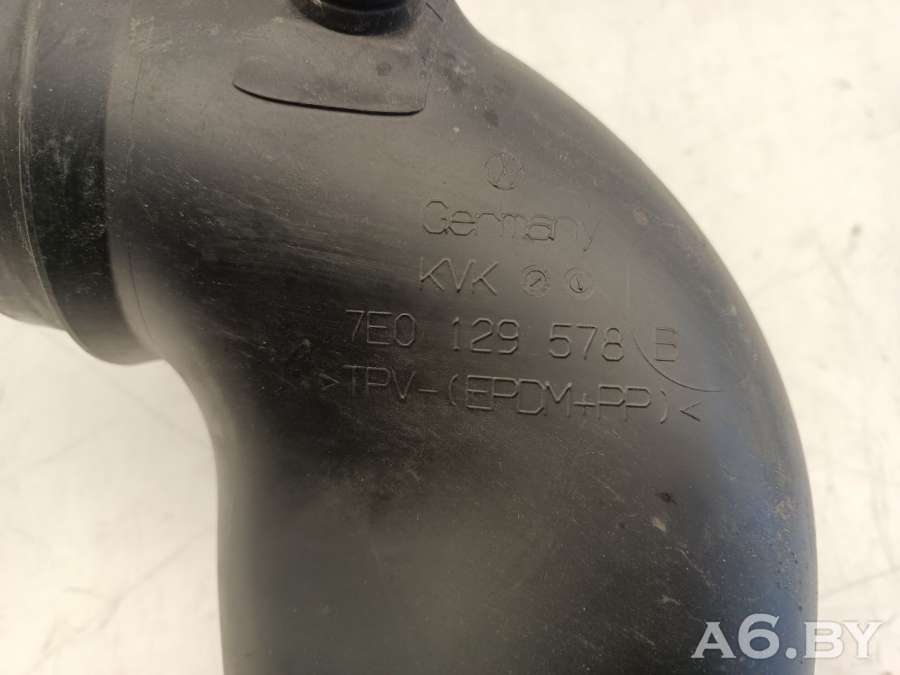 Germany
KVK
7E0 129 578 B
>TPV-(EPDM+PP)<
A6.BY